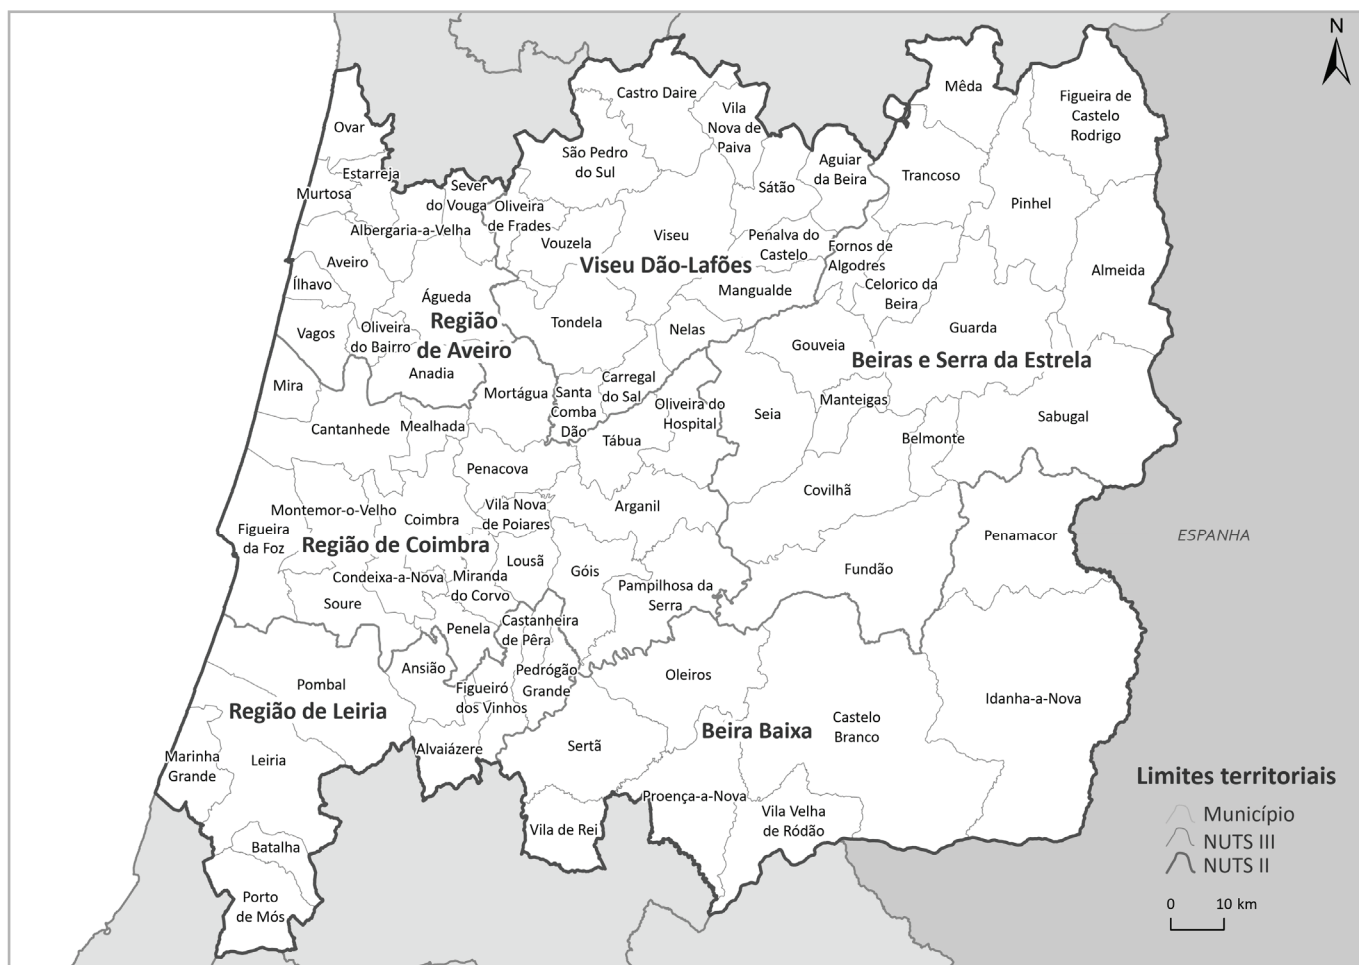 N
Mêda
Castro Daire
Figueira de
Castelo
Rodrigo
Vila
Nova de
Paiva
Ovar
São Pedro
do Sul
Aguiar
da Beira
Estarreja
Trancoso
Murtosa
Sever
do Vouga
Sátão
Pinhel
Oliveira
de Frades
Albergaria-a-Velha
Vouzela
Viseu
Penalva do
Castelo
Fornos de
Algodres
Viseu Dão-Lafões
Aveiro
Almeida
Ílhavo
Mangualde
Celorico da
Beira
Águeda
Região
de Aveiro
Vagos
Oliveira
do Bairro
Tondela
Nelas
Guarda
Gouveia
Beiras e Serra da Estrela
Anadia
Mira
Mortágua
Santa
Comba
Dão
Carregal
do Sal
Oliveira do
Hospital
Manteigas
Seia
Sabugal
Cantanhede
Mealhada
Tábua
Belmonte
Penacova
Covilhã
Montemor-o-Velho
Coimbra
Vila Nova
de Poiares
Arganil
Figueira
da Foz
Região de Coimbra
Penamacor
ESPANHA
Lousã
Góis
Fundão
Condeixa-a-Nova
Miranda
do Corvo
Pampilhosa da
Serra
Soure
Penela
Castanheira
de Pêra
Ansião
Pedrógão
Grande
Oleiros
Pombal
Figueiró
dos Vinhos
Idanha-a-Nova
Região de Leiria
Beira Baixa
Castelo
Branco
Marinha
Grande
Leiria
Alvaiázere
Sertã
Proença-a-Nova
Vila Velha
de Ródão
Vila de Rei
Batalha
Porto
de Mós
Limites territoriais
Município
NUTS III
NUTS II
0 10 km